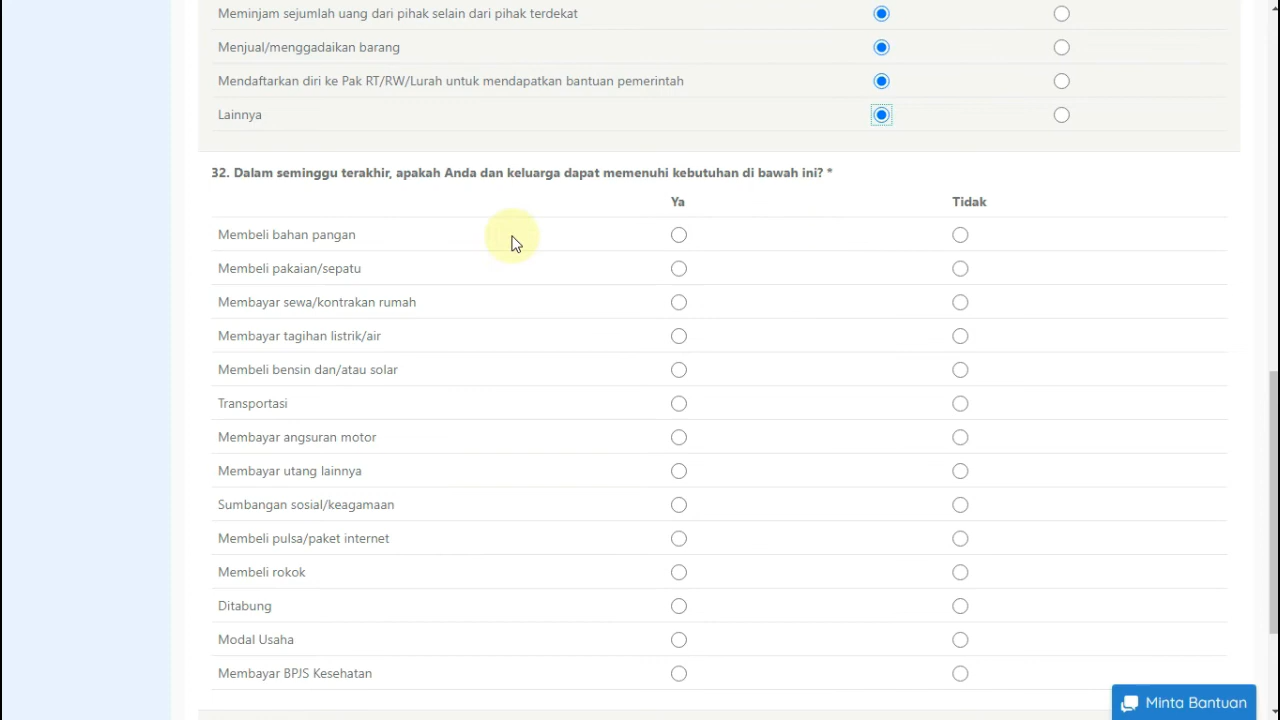 Meminjam sejumlah uang dari pihak selain dari pihak terdekat
Menjual/menggadaikan barang
Mendaftarkan diri ke Pak RT/RW/Lurah untuk mendapatkan bantuan pemerintah
Lainnya
32. Dalam seminggu terakhir, apakah Anda dan keluarga dapat memenuhi kebutuhan di bawah ini? *
Ya Tidak
Membeli bahan pangan
Membeli pakaian/sepatu
Membayar sewa/kontrakan rumah
Membayar tagihan listrik/air
Membeli bensin dan/atau solar
Transportasi
Membayar angsuran motor
Membayar utang lainnya
Sumbangan sosial/keagamaan
Membeli pulsa/paket internet
Membeli rokok
Ditabung
Modal Usaha
Membayar BPJS Kesehatan
Minta Bantuan